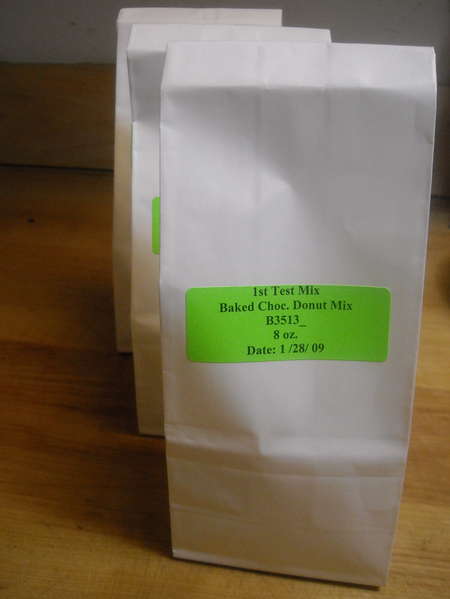 1st Test Mix
Baked Choc. Donut Mix
B3513_
8 oz.
Date: 1 /28/ 09